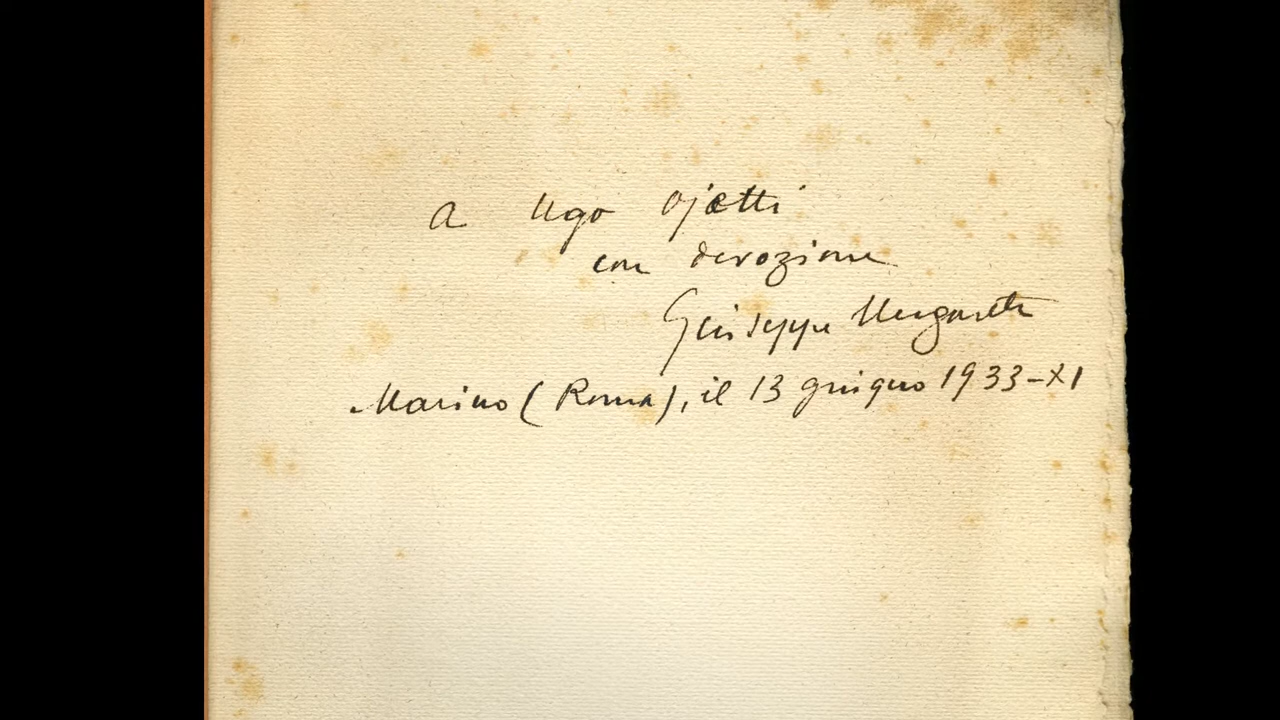 a Ugo Ojetti
con devozione
Giuseppe Ungaretti
Marino (Roma), il 13 giugno 1933-XI